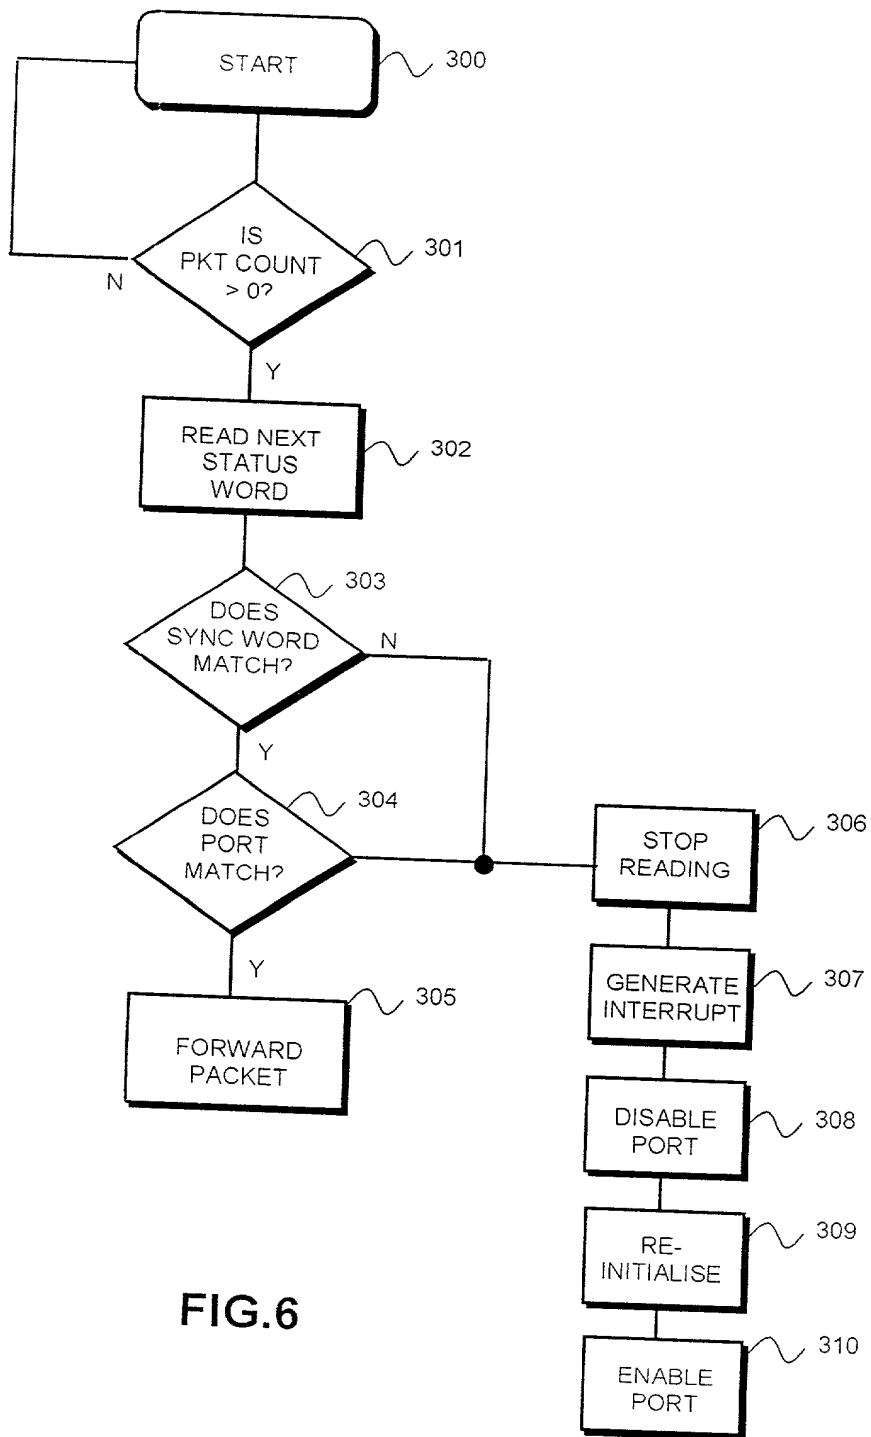 START
300
IS
PKT COUNT
> 0?
301
N
Y
READ NEXT
STATUS
WORD
302
303
DOES
SYNC WORD
MATCH?
N
Y
304
DOES
PORT
MATCH?
Y
305
FORWARD
PACKET
STOP
READING
306
GENERATE
INTERRUPT
307
DISABLE
PORT
308
RE-
INITIALISE
309
ENABLE
PORT
310
FIG.6